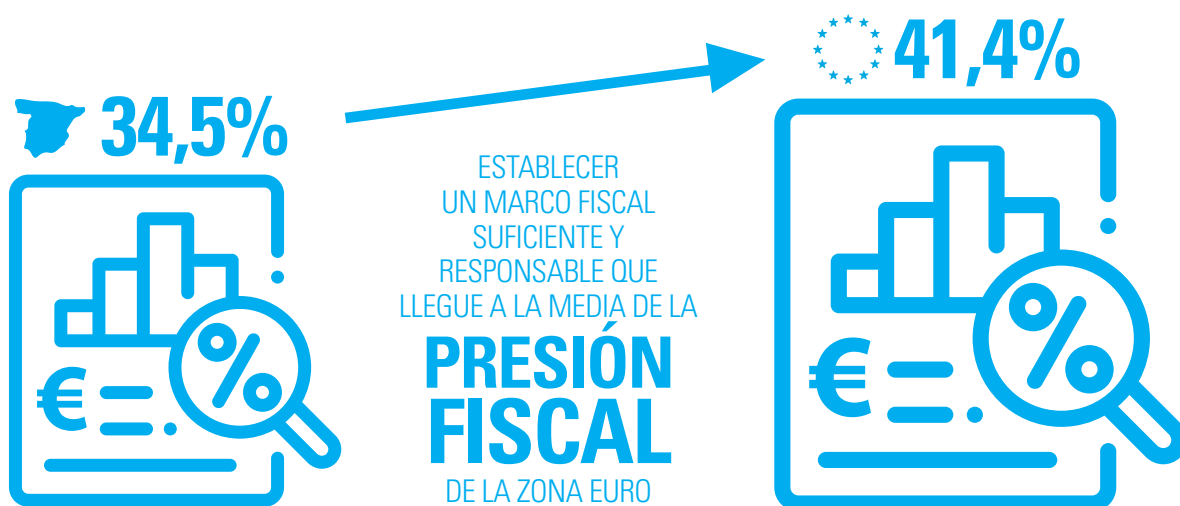 34,5%
41,4%
ESTABLECER
UN MARCO FISCAL
SUFICIENTE Y
RESPONSABLE QUE
LLEGUE A LA MEDIA DE LA
PRESIÓN
FISCAL
DE LA ZONA EURO
€
%
€
%